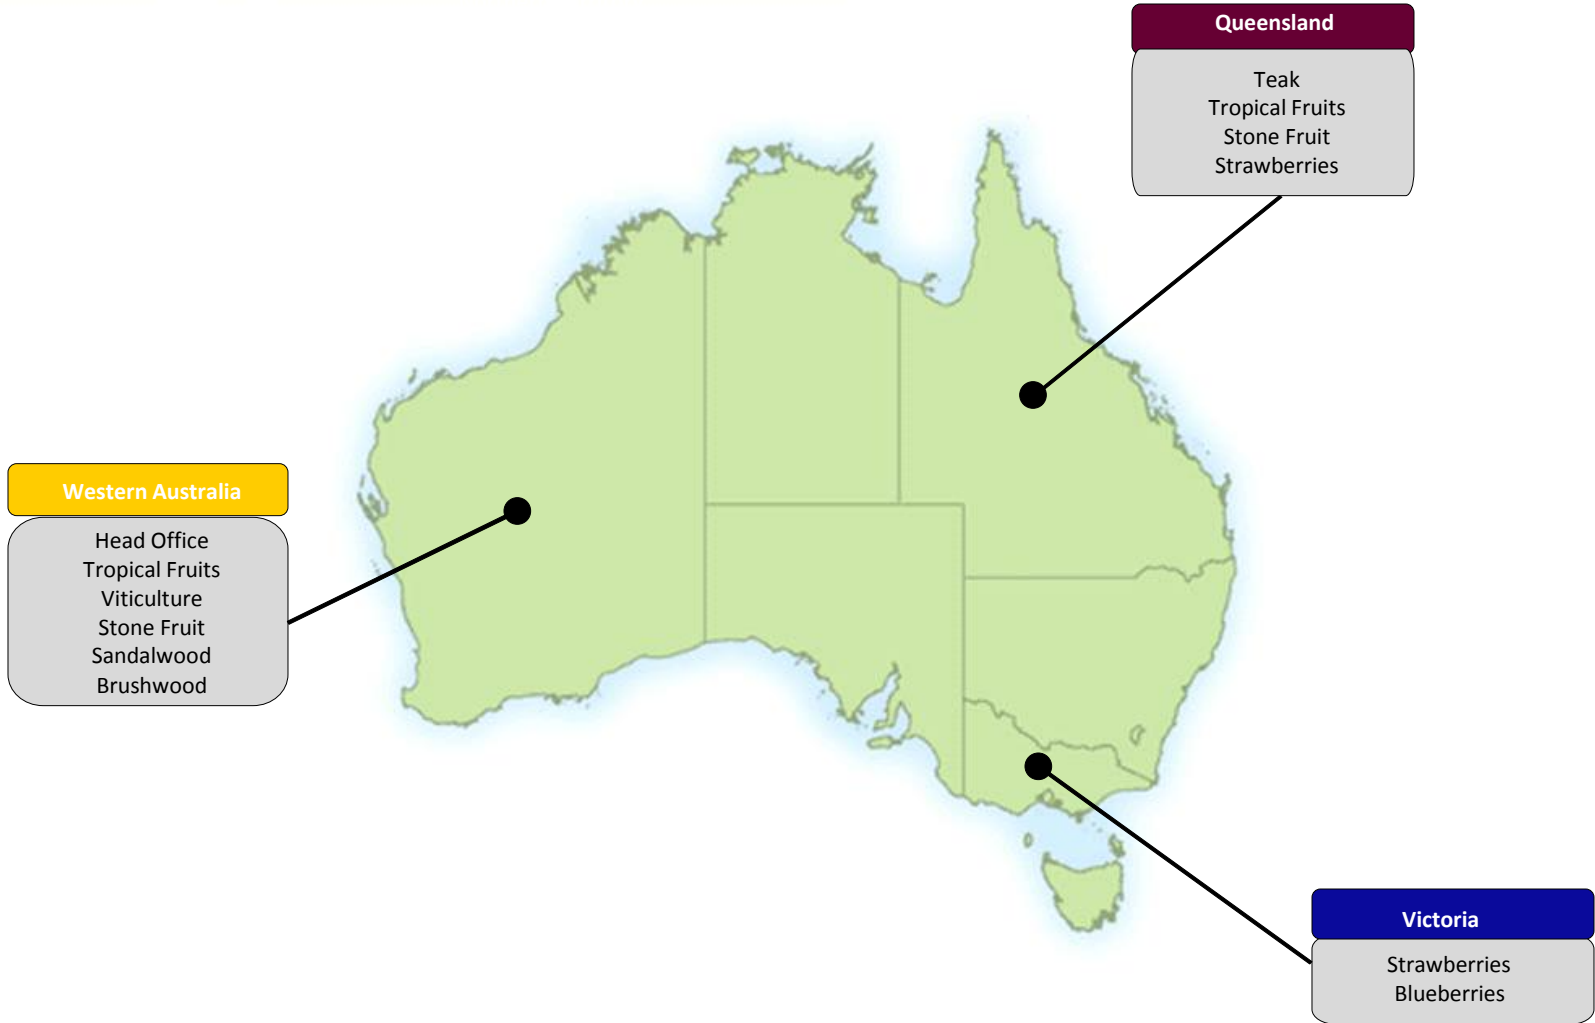 Queensland
Teak
Tropical Fruits
Stone Fruit
Strawberries
Western Australia
Head Office
Tropical Fruits
Viticulture
Stone Fruit
Sandalwood
Brushwood
Victoria
Strawberries
Blueberries